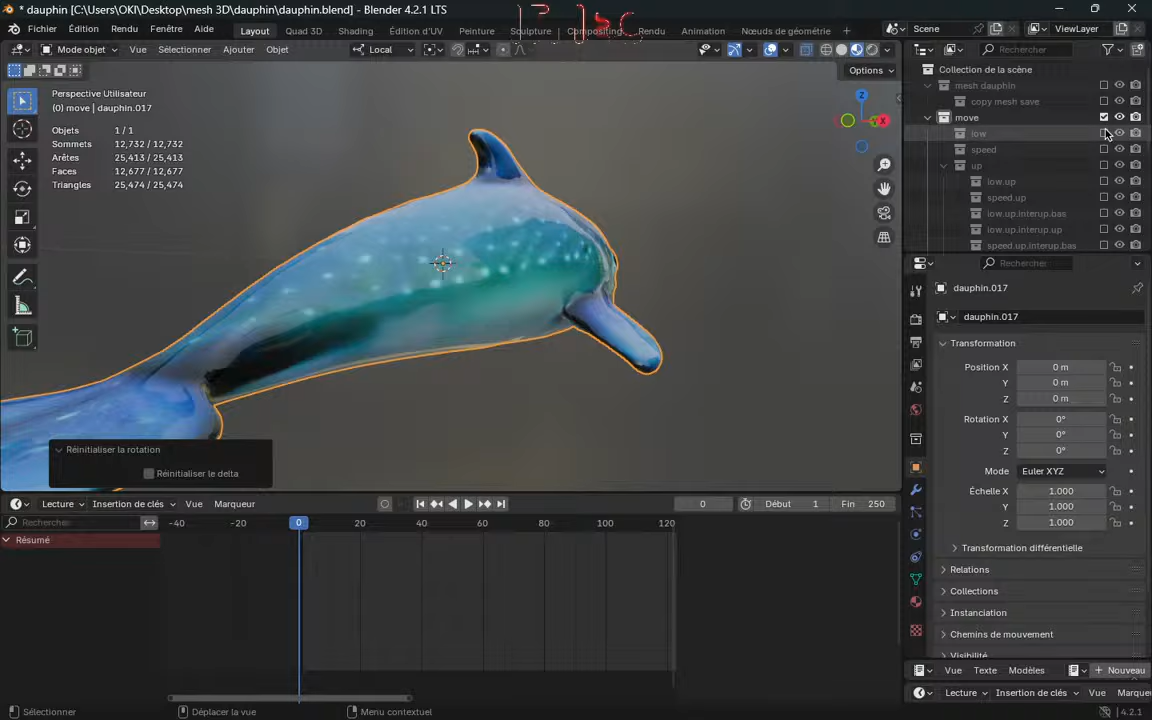 * dauphin [C:\Users\OKI\Desktop\mesh 3D\dauphin\dauphin.blend] - Blender 4.2.1 LTS
Fichier Édition Rendu Fenêtre Aide Layout Quad 3D Shading Édition d'UV Peinture Sculpture Compositing Rendu Animation Nœuds de géométrie Scene ViewLayer
Mode objet Vue Sélectionner Ajouter Objet Local Rechercher
Options
Collection de la scène
mesh dauphin
copy mesh save
move
low
speed
up
low.up
speed.up
low.up.interup.bas
low.up.interup.up
speed.up.interup.bas
Perspective Utilisateur
(0) move | dauphin.017
Objets 1 / 1
Sommets 12,732 / 12,732
Arêtes 25,413 / 25,413
Faces 12,677 / 12,677
Triangles 25,474 / 25,474
Z
X
Rechercher
dauphin.017
dauphin.017
Transformation
Position X 0 m
Y 0 m
Z 0 m
Rotation X 0°
Y 0°
Z 0°
Mode Euler XYZ
Échelle X 1.000
Y 1.000
Z 1.000
Transformation différentielle
Relations
Collections
Instanciation
Chemins de mouvement
Visibilité
Réinitialiser la rotation
Réinitialiser le delta
Lecture Insertion de clés Vue Marqueur 0 Début 1 Fin 250
Rechercher -40 -20 0 20 40 60 80 100 120
Résumé
Vue Texte Modèles Nouveau
Lecture Insertion de clés Vue Marqueu
Sélectionner Déplacer la vue Menu contextuel 4.2.1